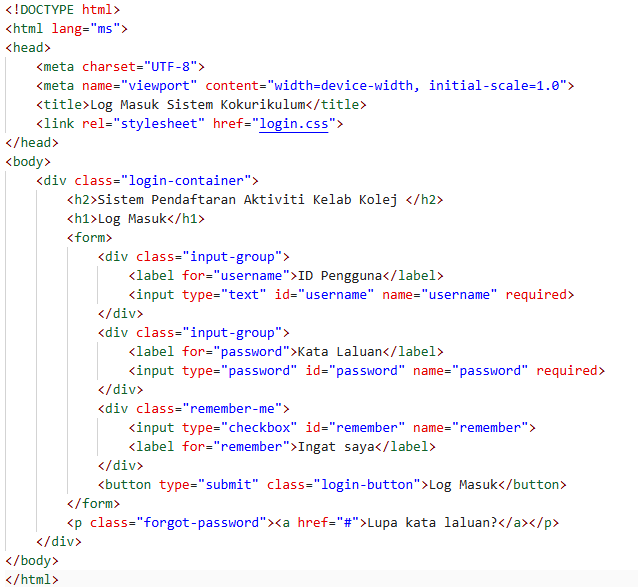 <!DOCTYPE html>
<html lang="ms">
<head>
    <meta charset="UTF-8">
    <meta name="viewport" content="width=device-width, initial-scale=1.0">
    <title>Log Masuk Sistem Kokurikulum</title>
    <link rel="stylesheet" href="login.css">
</head>
<body>
    <div class="login-container">
        <h2>Sistem Pendaftaran Aktiviti Kelab Kolej </h2>
        <h1>Log Masuk</h1>
        <form>
            <div class="input-group">
                <label for="username">ID Pengguna</label>
                <input type="text" id="username" name="username" required>
            </div>
            <div class="input-group">
                <label for="password">Kata Laluan</label>
                <input type="password" id="password" name="password" required>
            </div>
            <div class="remember-me">
                <input type="checkbox" id="remember" name="remember">
                <label for="remember">Ingat saya</label>
            </div>
            <button type="submit" class="login-button">Log Masuk</button>
        </form>
        <p class="forgot-password"><a href="#">Lupa kata laluan?</a></p>
    </div>
</body>
</html>